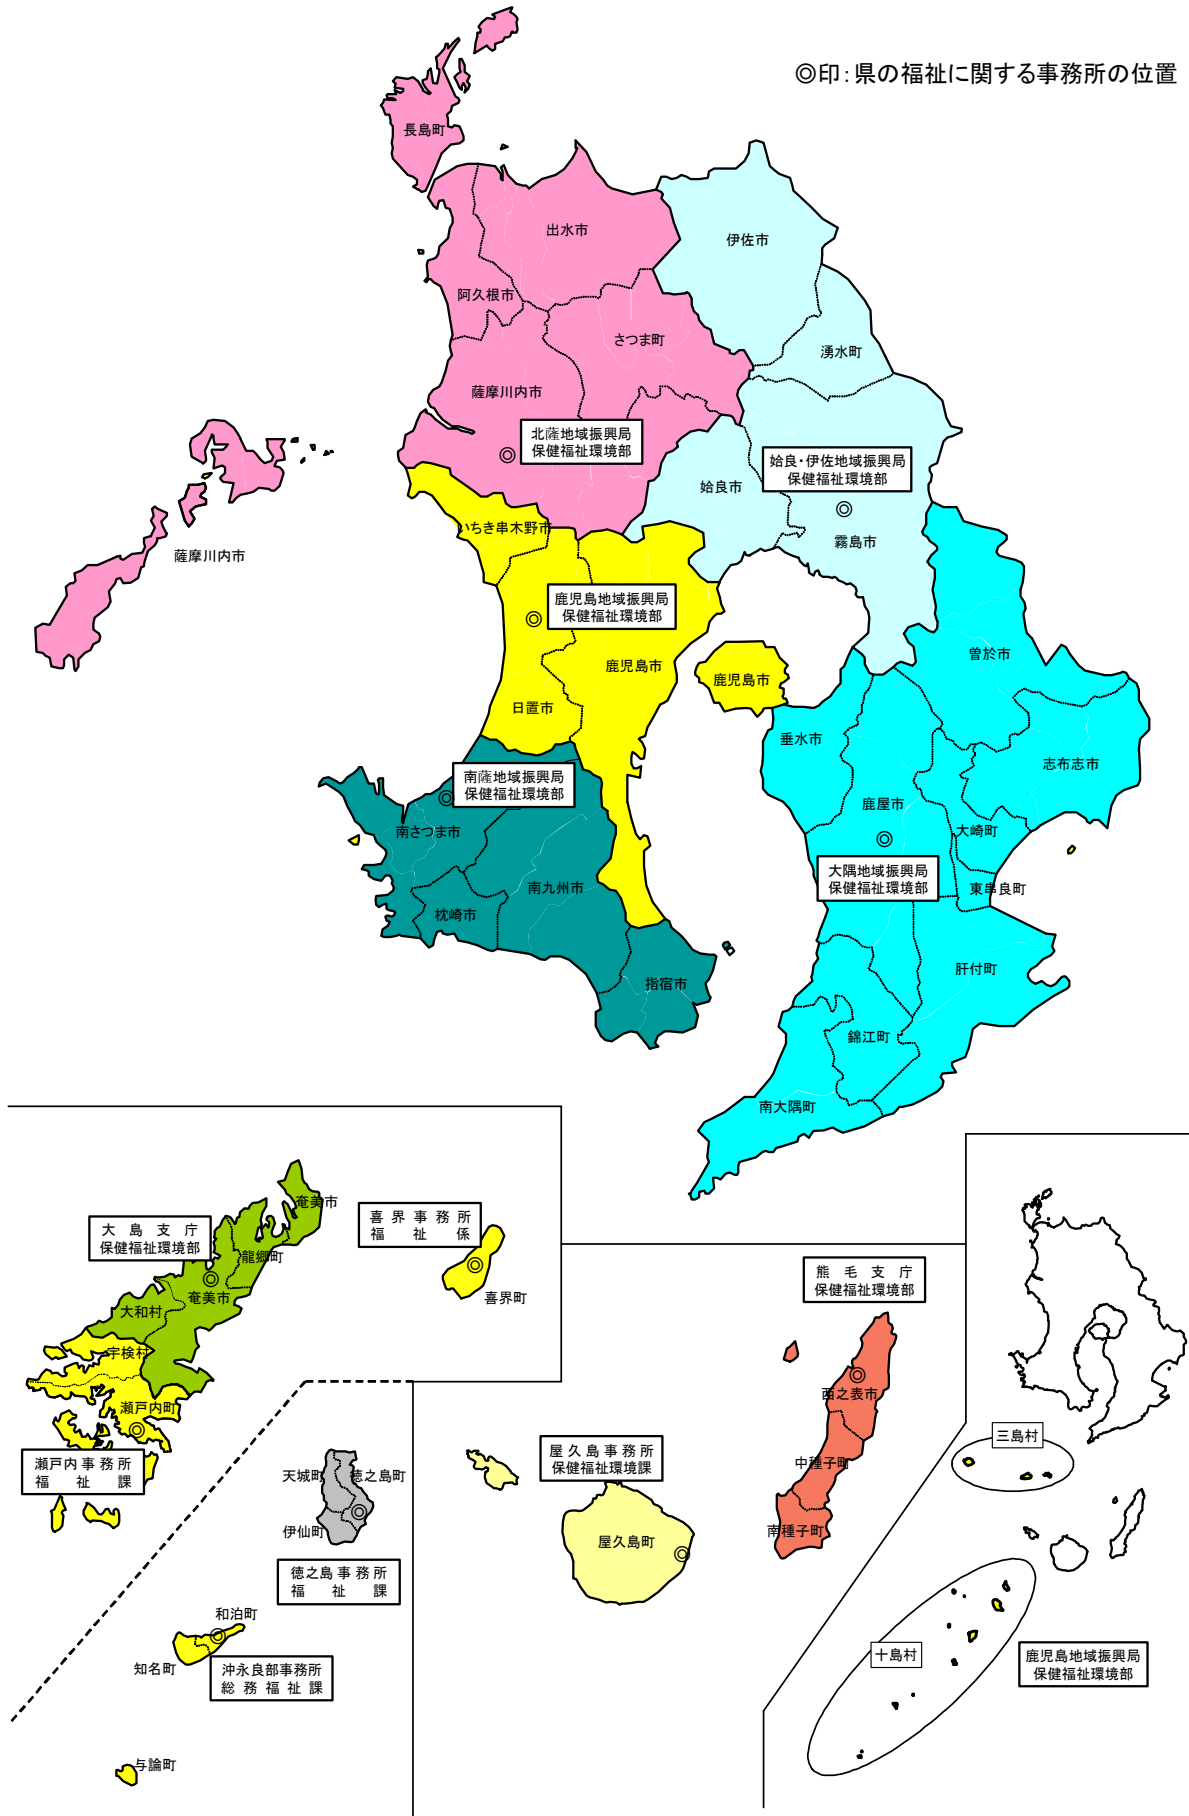 ◎印：県の福祉に関する事務所の位置
長島町
出水市
伊佐市
阿久根市
さつま町
湧水町
薩摩川内市
北薩地域振興局
保健福祉環境部
姶良・伊佐地域振興局
保健福祉環境部
姶良市
霧島市
いちき串木野市
薩摩川内市
鹿児島地域振興局
保健福祉環境部
鹿児島市
鹿児島市
曽於市
日置市
垂水市
志布志市
南薩地域振興局
保健福祉環境部
鹿屋市
南さつま市
大崎町
大隅地域振興局
保健福祉環境部
東串良町
南九州市
枕崎市
肝付町
指宿市
錦江町
南大隅町
奄美市
大島支庁
保健福祉環境部
龍郷町
喜界事務所
福祉係
喜界町
奄美市
大和村
宇検村
瀬戸内町
瀬戸内事務所
福祉課
熊毛支庁
保健福祉環境部
西之表市
中種子町
南種子町
屋久島事務所
保健福祉環境課
屋久島町
天城町
徳之島町
伊仙町
徳之島事務所
福祉課
和泊町
知名町
沖永良部事務所
総務福祉課
与論町
三島村
十島村
鹿児島地域振興局
保健福祉環境部